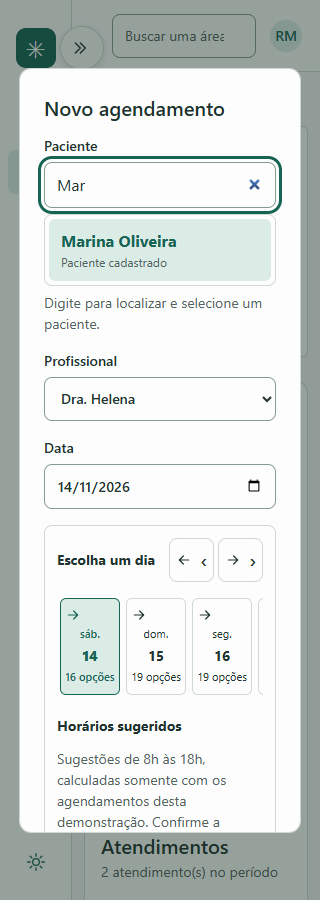 Buscar uma área
RM
Novo agendamento
Paciente
Mar
Marina Oliveira
Paciente cadastrado
Digite para localizar e selecione um
paciente.
Profissional
Dra. Helena
Data
14/11/2026
Escolha um dia
sáb.
14
16 opções
dom.
15
19 opções
seg.
16
19 opções
Horários sugeridos
Sugestões de 8h às 18h,
calculadas somente com os
agendamentos desta
demonstração. Confirme a
Atendimentos
2 atendimento(s) no período